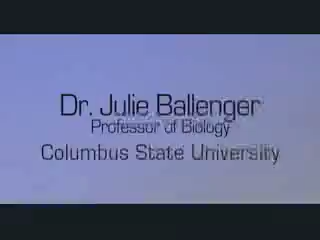 Dr. Julie Ballenger
Professor of Biology
Columbus State University